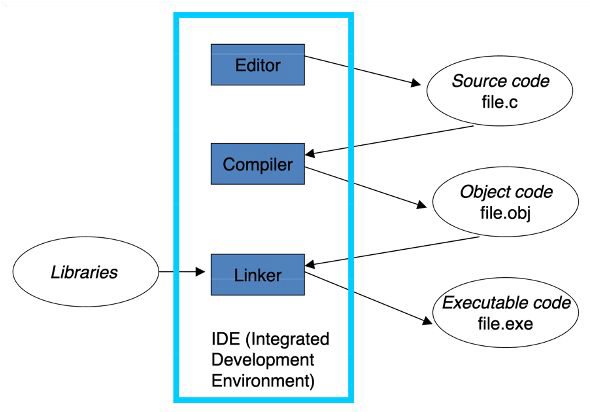 Editor
Source code
file.c
Compiler
Object code
file.obj
Libraries
Linker
Executable code
file.exe
IDE (Integrated
Development
Environment)